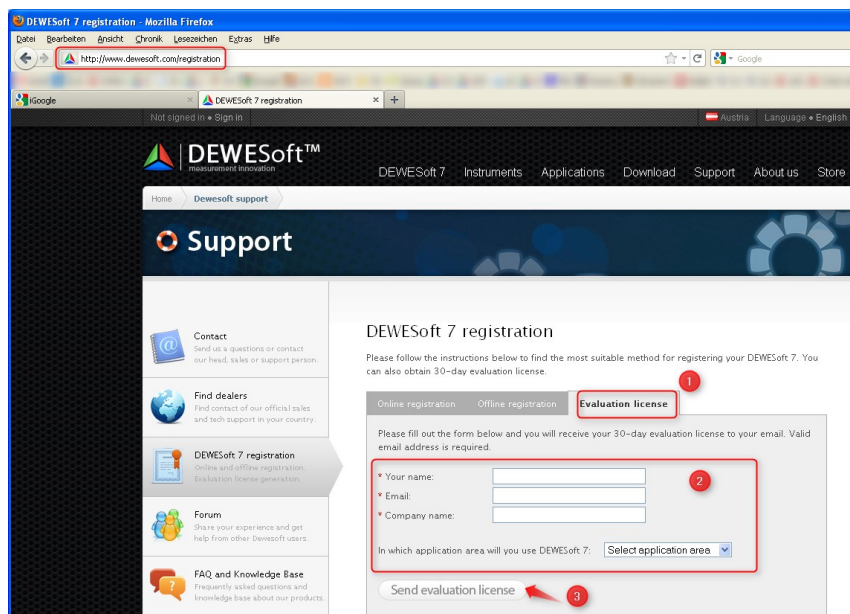 DEWESoft 7 registration - Mozilla Firefox
Datei Bearbeiten Ansicht Chronik Lesezeichen Extras Hilfe
http://www.dewesoft.com/registration
Google
iGoogle
DEWESoft 7 registration
Not signed in • Sign in
Austria
Language • English
DEWESoft™
measurement innovation
DEWESoft 7 Instruments Applications Download Support About us Store
Home Dewesoft support
Support
Contact
Send us a questions or contact
our head, sales or support person.
Find dealers
Find contact of our official sales
and tech support in your country.
DEWESoft 7 registration
Online and offline registration.
Evaluation license generation.
Forum
Share your experience and get
help from other Dewesoft users.
FAQ and Knowledge Base
Frequently asked questions and
knowledge base about our products.
DEWESoft 7 registration
Please follow the instructions below to find the most suitable method for registering your DEWESoft 7. You
can also obtain 30-day evaluation license.
1
Online registration Offline registration Evaluation license
Please fill out the form below and you will receive your 30-day evaluation license to your email. Valid
email address is required.
* Your name:
2
* Email:
* Company name:
In which application area will you use DEWESoft 7: Select application area
Send evaluation license
3